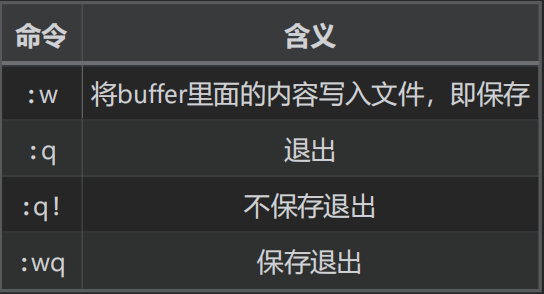 命令 含义
:w 将buffer里面的内容写入文件，即保存
:q 退出
:q! 不保存退出
:wq 保存退出